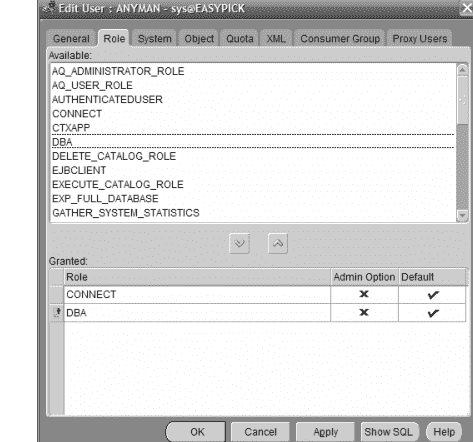 Edit User : ANYMAN - sys@EASYPICK
General Role System Object Quota XML Consumer Group Proxy Users
Available:
AQ_ADMINISTRATOR_ROLE
AQ_USER_ROLE
AUTHENTICATEDUSER
CONNECT
CTXAPP
DBA
DELETE_CATALOG_ROLE
EJBCLIENT
EXECUTE_CATALOG_ROLE
EXP_FULL_DATABASE
GATHER_SYSTEM_STATISTICS
Granted:
Role Admin Option Default
CONNECT
DBA
OK Cancel Apply Show SQL Help